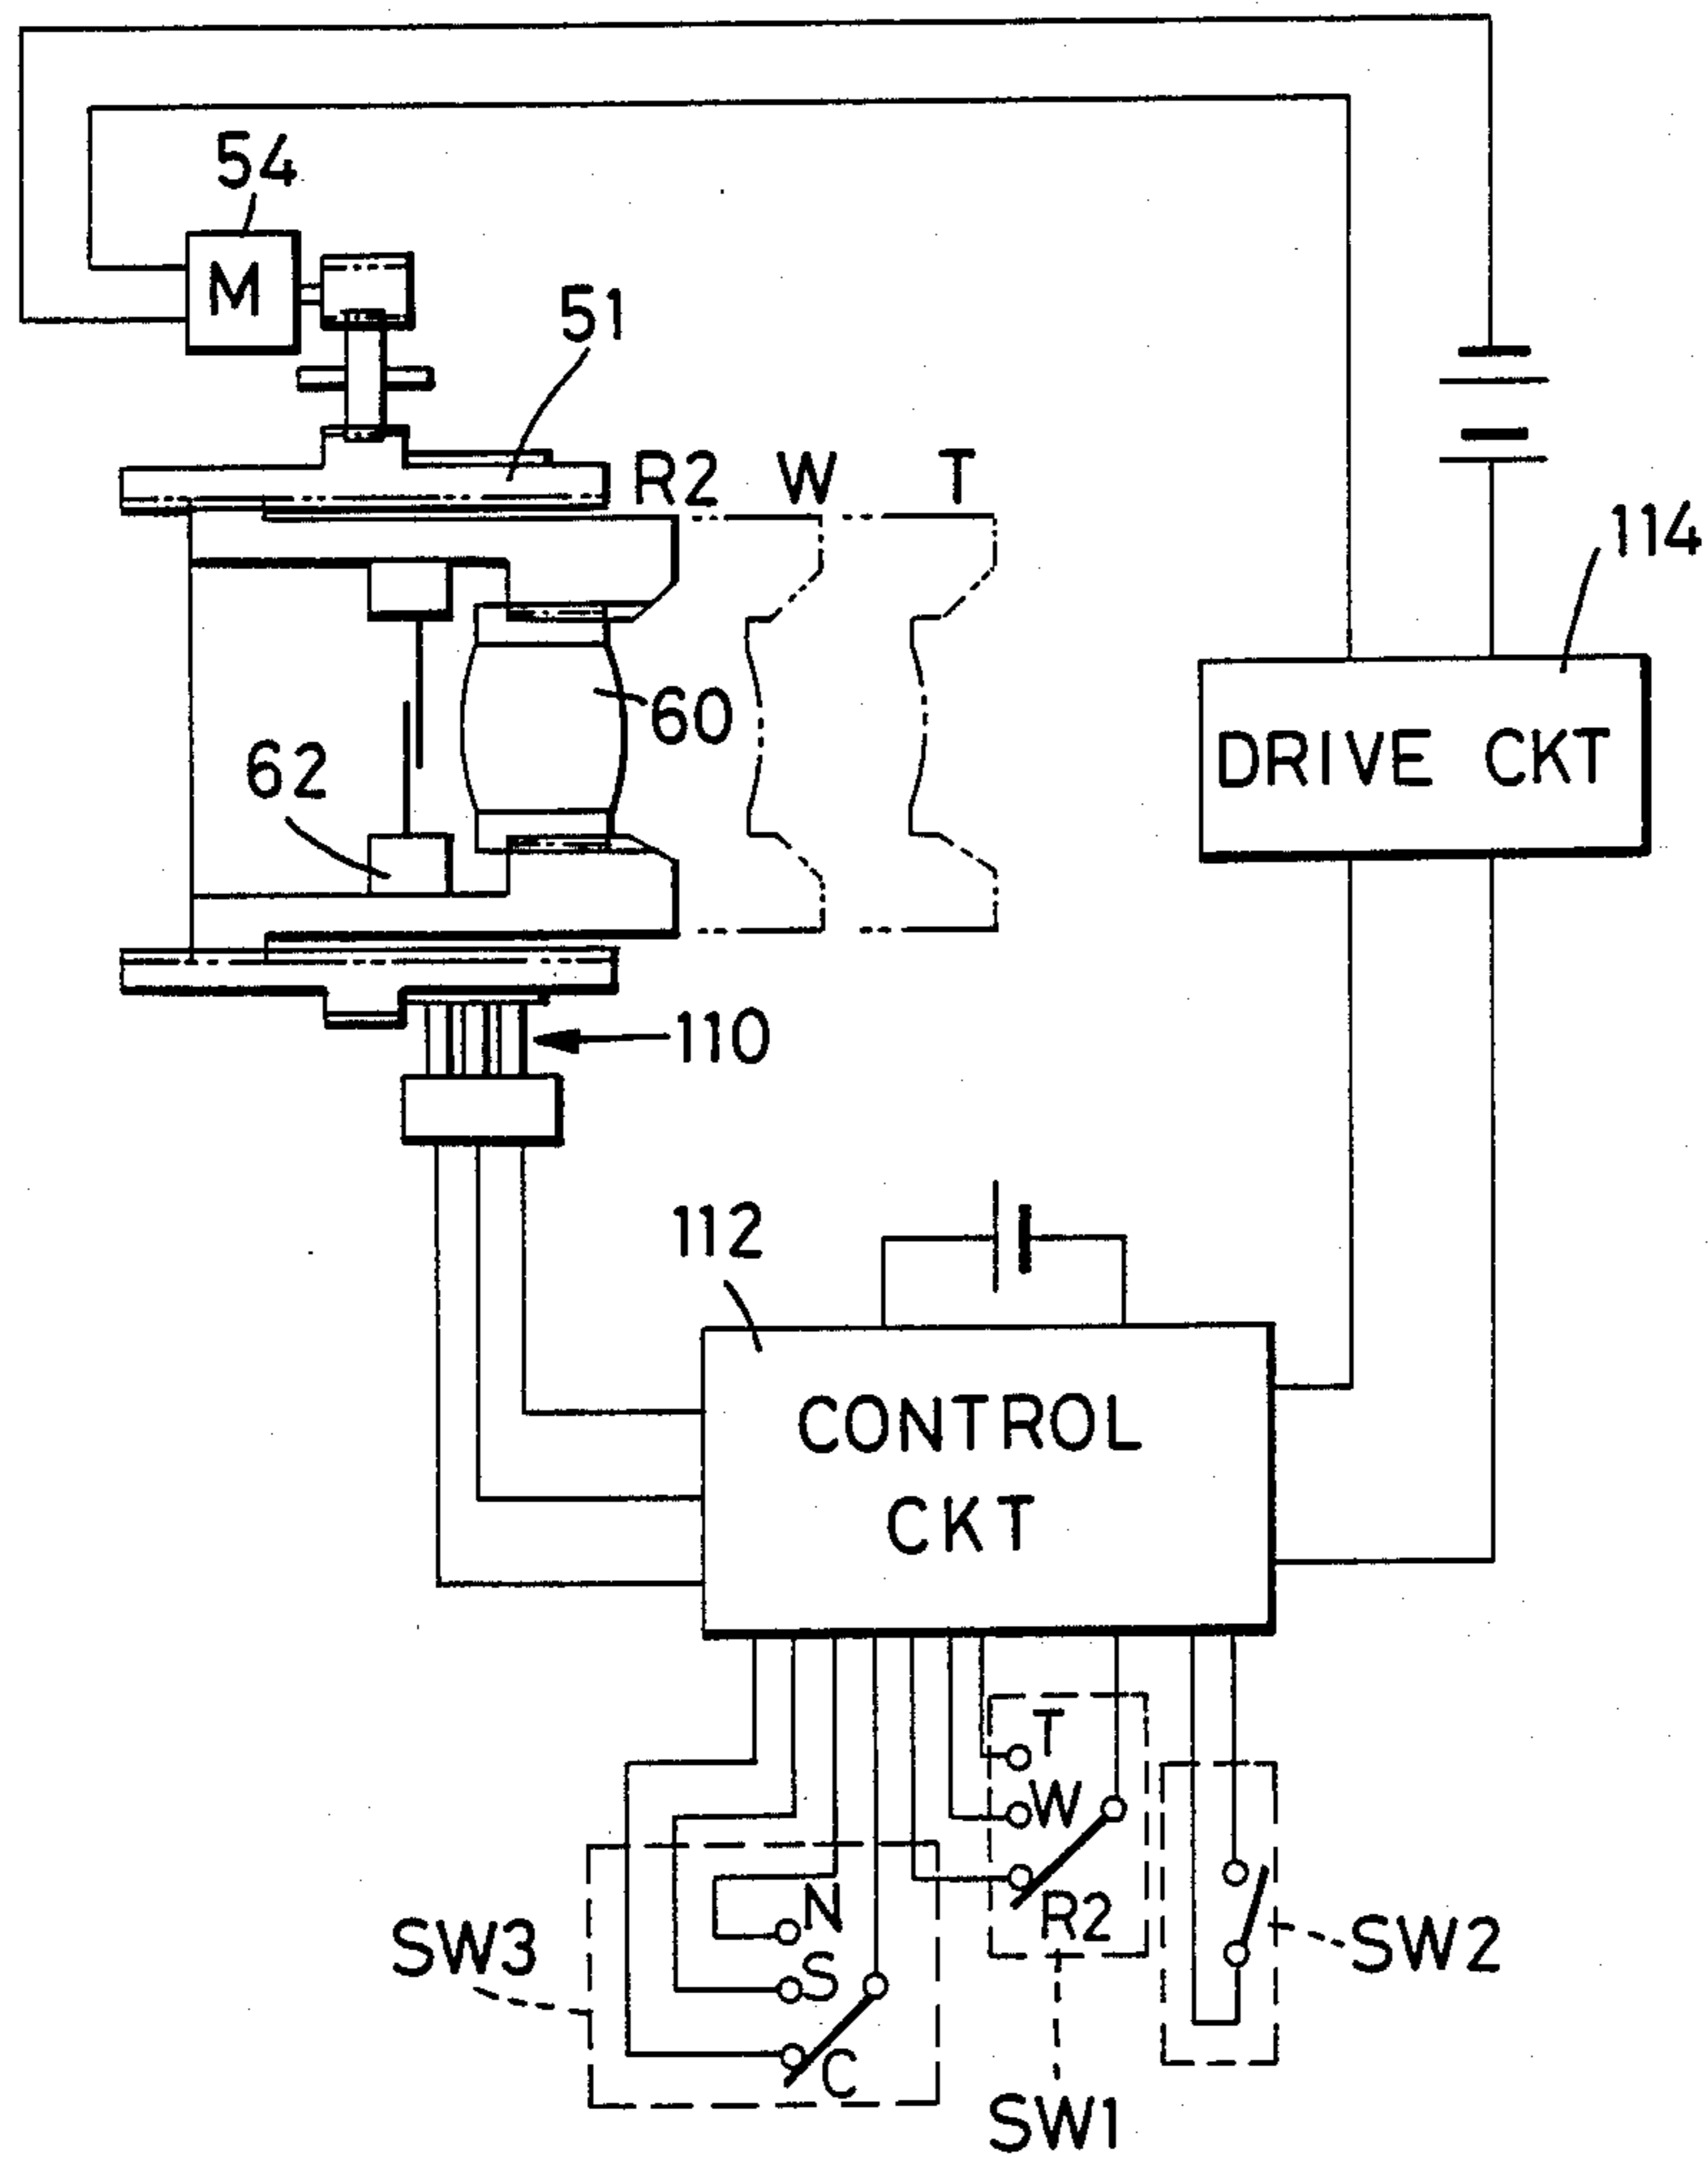 54
M
51
R2 W T
114
60
DRIVE CKT
62
110
112
CONTROL
CKT
T
W
R2
N
S
C
SW3
SW2
SW1